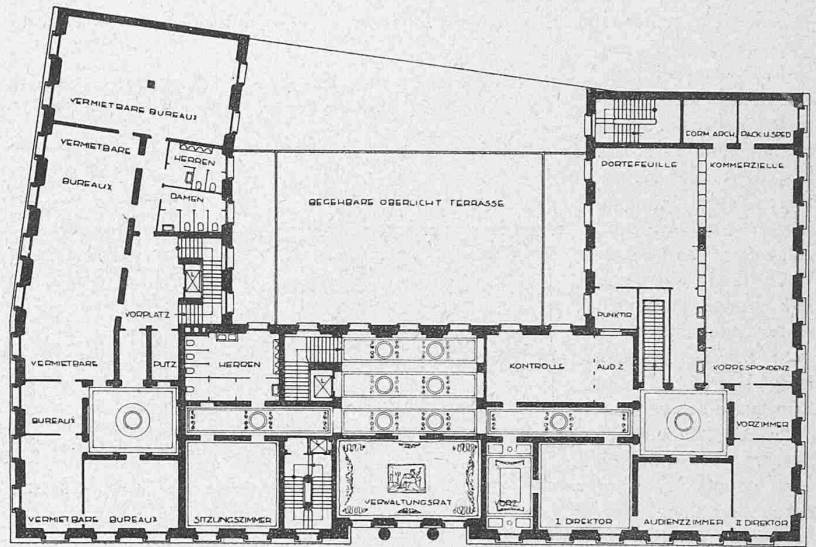 VERMIETBARE BUREAUX
VERMIETBARE
BUREAUX
HERREN
DAMEN
BEGEHBARE OBERLICHT TERRASSE
FORM. ARCH.
PACK. U. SPED.
PORTEFEUILLE
KOMMERZIELLE
VORPLATZ
PUNKTIR
VERMIETBARE
PUTZ.
HERREN
KONTROLLE
AUD. Z.
KORRESPONDENZ
BUREAUX
VORZIMMER
VERWALTUNGSRAT
VORZ.
VERMIETBARE BUREAUX
SITZUNGSZIMMER
I DIREKTOR
AUDIENZZIMMER
II DIREKTOR